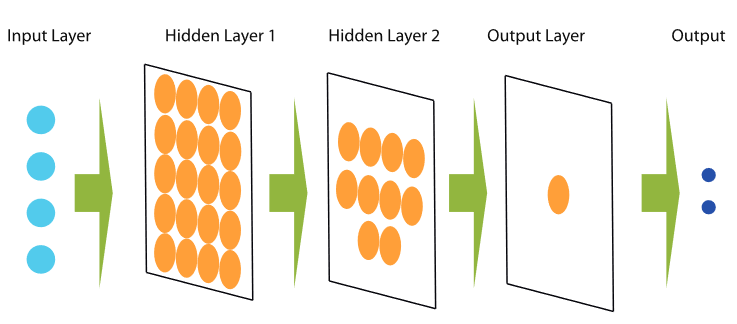 Input Layer
Hidden Layer 1
Hidden Layer 2
Output Layer
Output